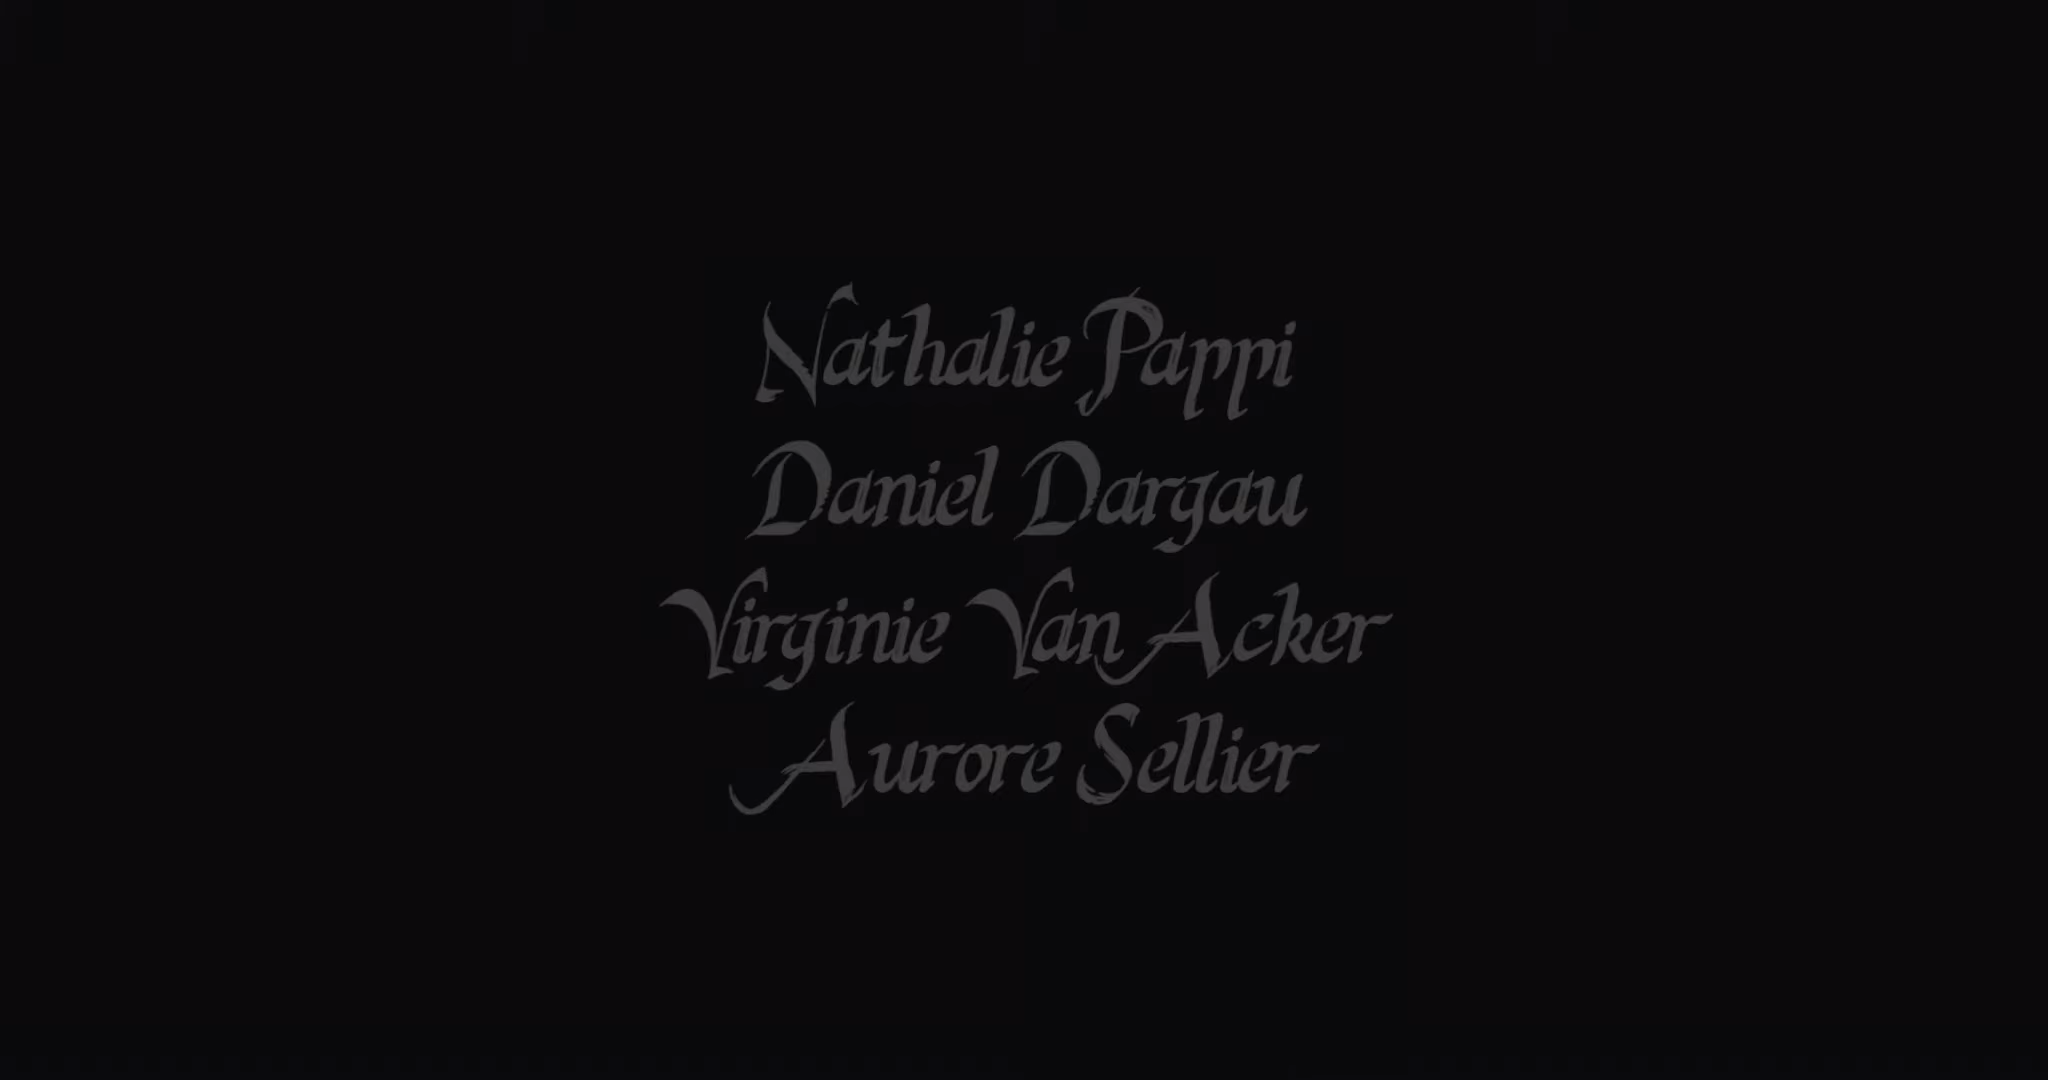 Nathalie Pappi
Daniel Dargau
Virginie Van Acker
Aurore Sellier